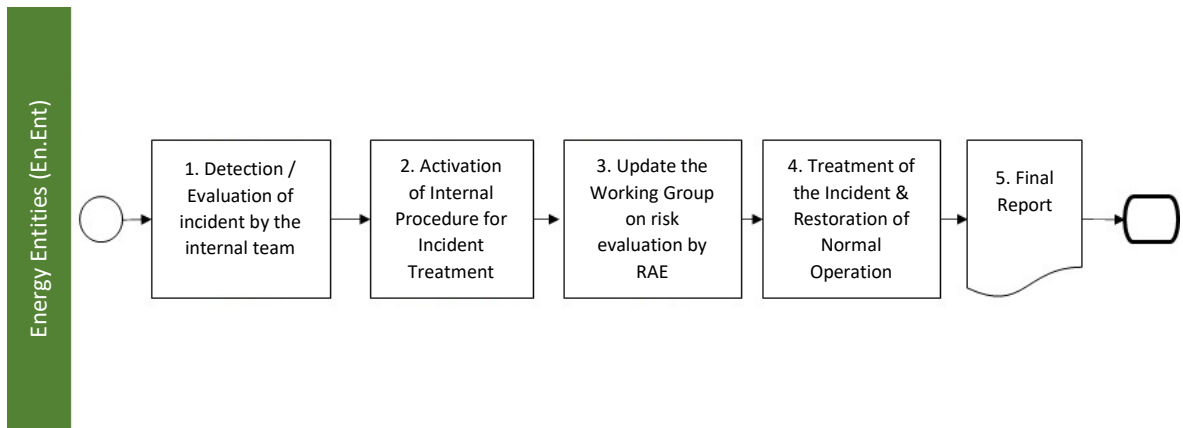 Energy Entities (En.Ent)
1. Detection /
Evaluation of
incident by the
internal team
2. Activation
of Internal
Procedure for
Incident
Treatment
3. Update the
Working Group
on risk
evaluation by
RAE
4. Treatment of
the Incident &
Restoration of
Normal
Operation
5. Final
Report